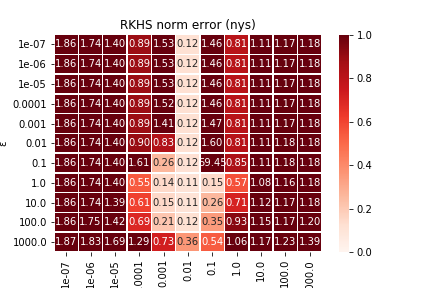 RKHS norm error (nys)
1e-07 1.86 1.74 1.40 0.89 1.53 0.12 1.46 0.81 1.11 1.17 1.18
1e-06 1.86 1.74 1.40 0.89 1.53 0.12 1.46 0.81 1.11 1.17 1.18
1e-05 1.86 1.74 1.40 0.89 1.53 0.12 1.46 0.81 1.11 1.17 1.18
0.0001 1.86 1.74 1.40 0.89 1.52 0.12 1.46 0.81 1.11 1.17 1.18
0.001 1.86 1.74 1.40 0.89 1.41 0.12 1.47 0.81 1.11 1.17 1.18
0.01 1.86 1.74 1.40 0.90 0.83 0.12 1.60 0.81 1.11 1.18 1.18
0.1 1.86 1.74 1.40 1.61 0.26 0.12 59.45 0.85 1.11 1.18 1.18
1.0 1.86 1.74 1.40 0.55 0.14 0.11 0.15 0.57 1.08 1.16 1.18
10.0 1.86 1.74 1.39 0.61 0.15 0.11 0.26 0.71 1.12 1.17 1.18
100.0 1.86 1.75 1.42 0.69 0.21 0.12 0.35 0.93 1.15 1.17 1.20
1000.0 1.87 1.83 1.69 1.29 0.73 0.36 0.54 1.06 1.17 1.23 1.39
1e-07 1e-06 1e-05 0001 0.001 0.01 0.1 1.0 10.0 100.0 000.0
ε
1.0
0.8
0.6
0.4
0.2
0.0